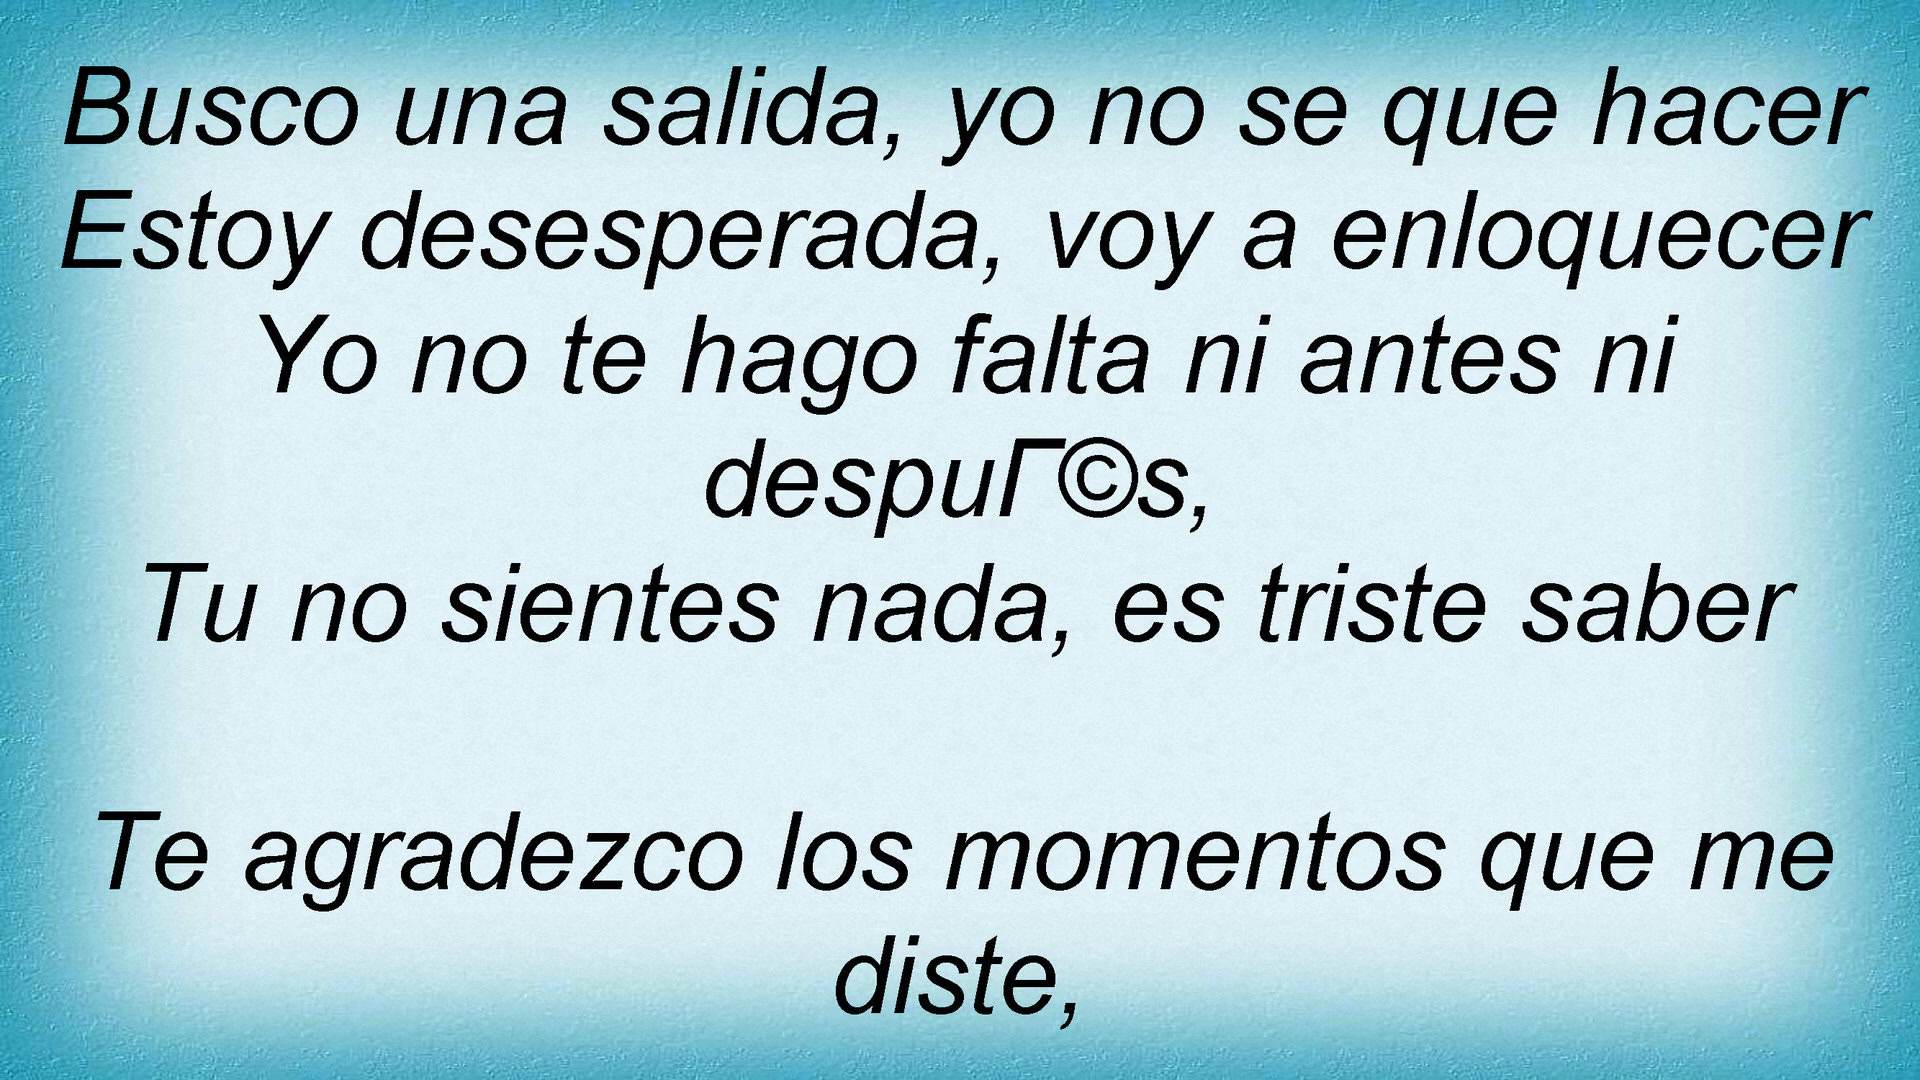 Busco una salida, yo no se que hacer
Estoy desesperada, voy a enloquecer
Yo no te hago falta ni antes ni
despuГ©s,
Tu no sientes nada, es triste saber
Te agradezco los momentos que me
diste,